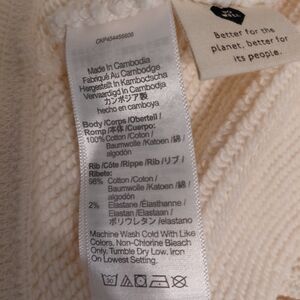 DO WELL
Better for the
planet, better for
its people.
Made in Cambodia
Fabriqué Au Cambodge
Hergestellt in Kambodscha
Vervaardigd in Cambodja
カンボジア製
hecho en camboya
Body/Corps/Oberteil/
Romp/本体/Cuerpo:
100% Cotton/Coton/
Baumwolle/Katoen/綿/
algodón
Rib/Côte/Rippe/Rib/リブ/
Ribete:
98% Cotton/Coton/
Baumwolle/Katoen/綿/
algodón
2% Elastane/Élasthanne/
Elastan/Elastaan/
ポリウレタン/elastano
Machine Wash Cold With Like
Colors, Non-Chlorine Bleach
Only, Tumble Dry Low, Iron
On Lowest Setting.